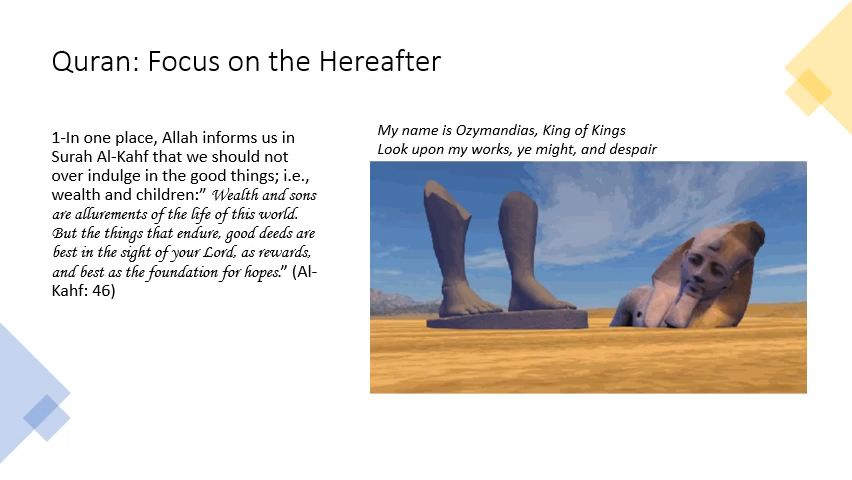 Quran: Focus on the Hereafter
1-In one place, Allah informs us in
Surah Al-Kahf that we should not
over indulge in the good things; i.e.,
wealth and children:” Wealth and sons
are allurements of the life of this world.
But the things that endure, good deeds are
best in the sight of your Lord, as rewards,
and best as the foundation for hopes.” (Al-
Kahf: 46)
My name is Ozymandias, King of Kings
Look upon my works, ye might, and despair